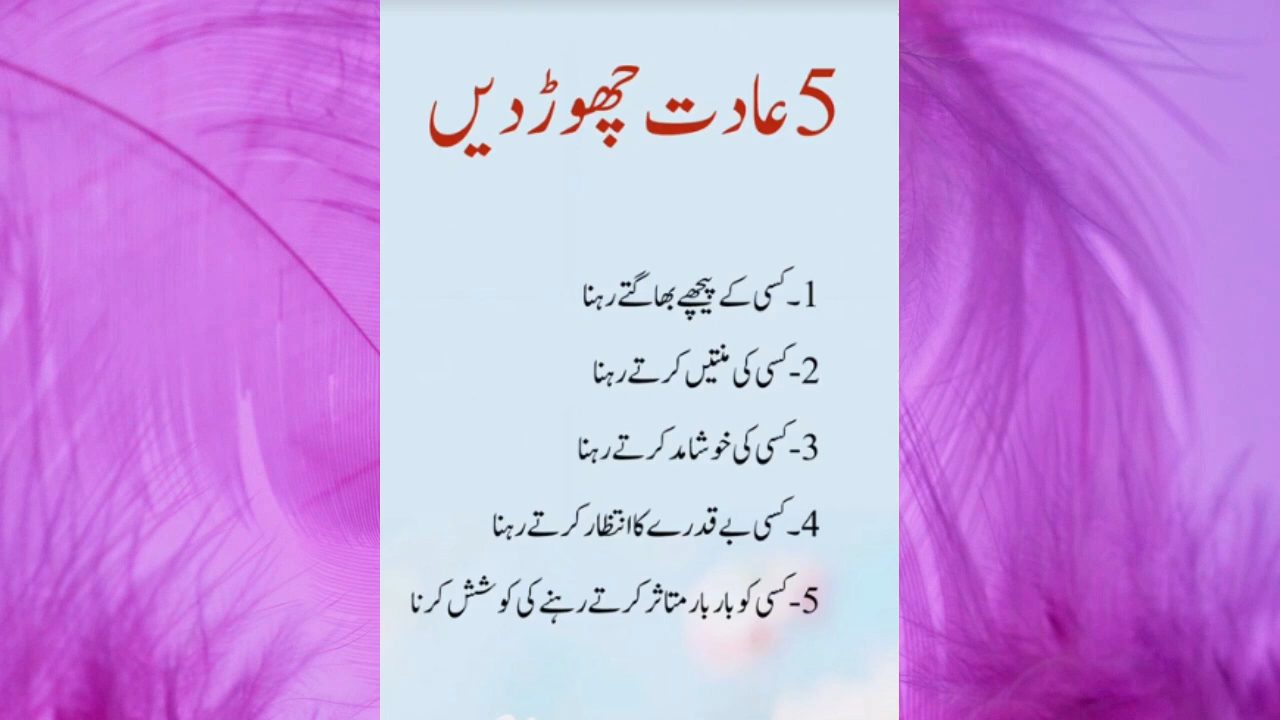 5 عادت چھوڑ دیں
1۔ کسی کے پیچھے بھاگتے رہنا
2- کسی کی منتیں کرتے رہنا
3- کسی کی خوشامد کرتے رہنا
4۔ کسی بے قدرے کا انتظار کرتے رہنا
5- کسی کو بار بار متاثر کرتے رہنے کی کوشش کرنا